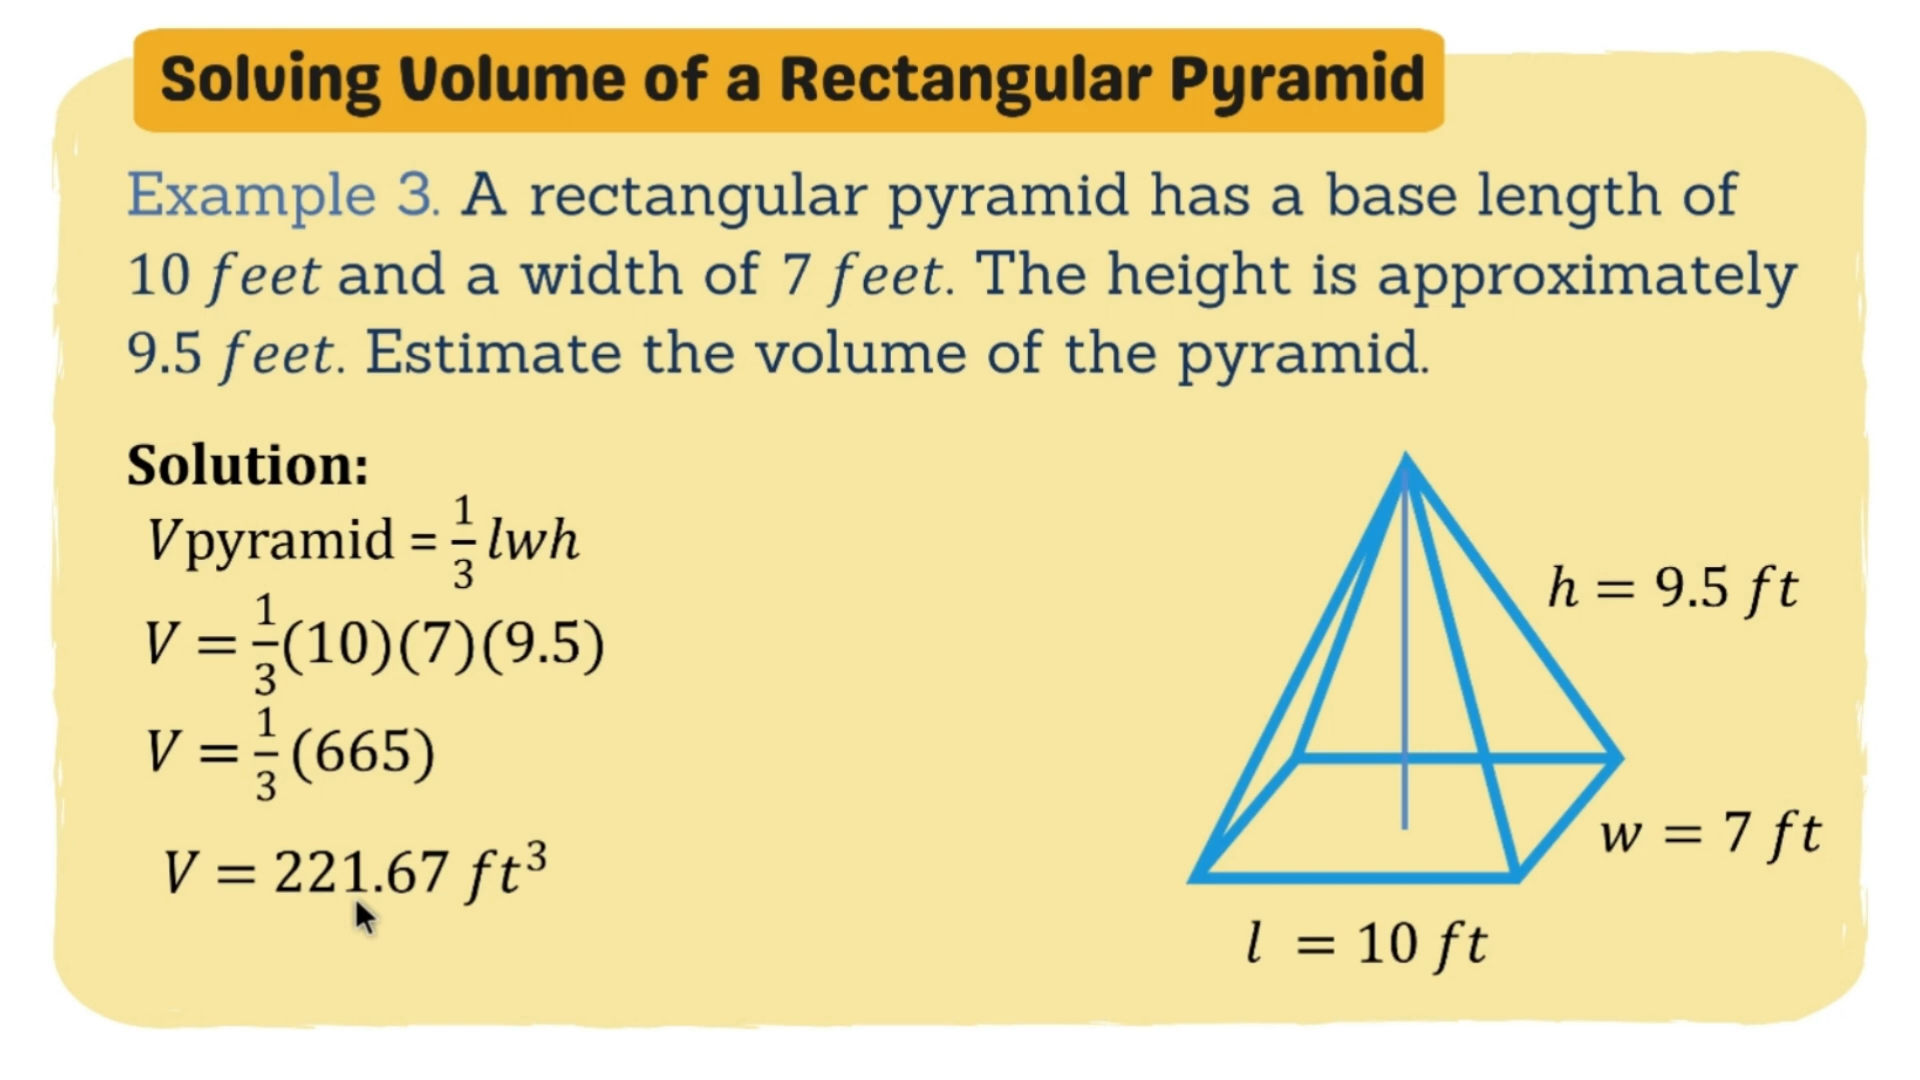 Solving Volume of a Rectangular Pyramid
Example 3. A rectangular pyramid has a base length of
10 feet and a width of 7 feet. The height is approximately
9.5 feet. Estimate the volume of the pyramid.
Solution:
Vpyramid = 1/3 lwh
V = 1/3(10)(7)(9.5)
V = 1/3 (665)
V = 221.67 ft³
h = 9.5 ft
w = 7 ft
l = 10 ft